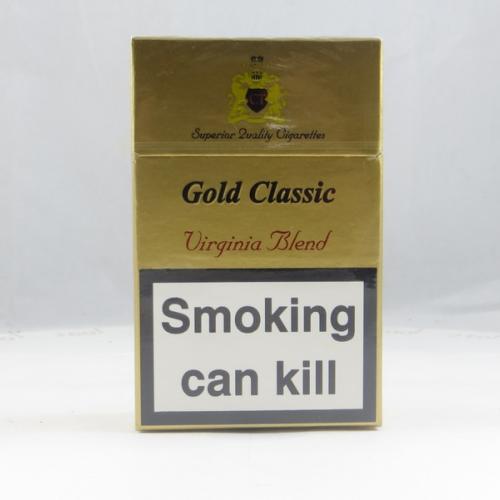 Superior Quality Cigarettes
Gold Classic
Virginia Blend
Smoking
can kill